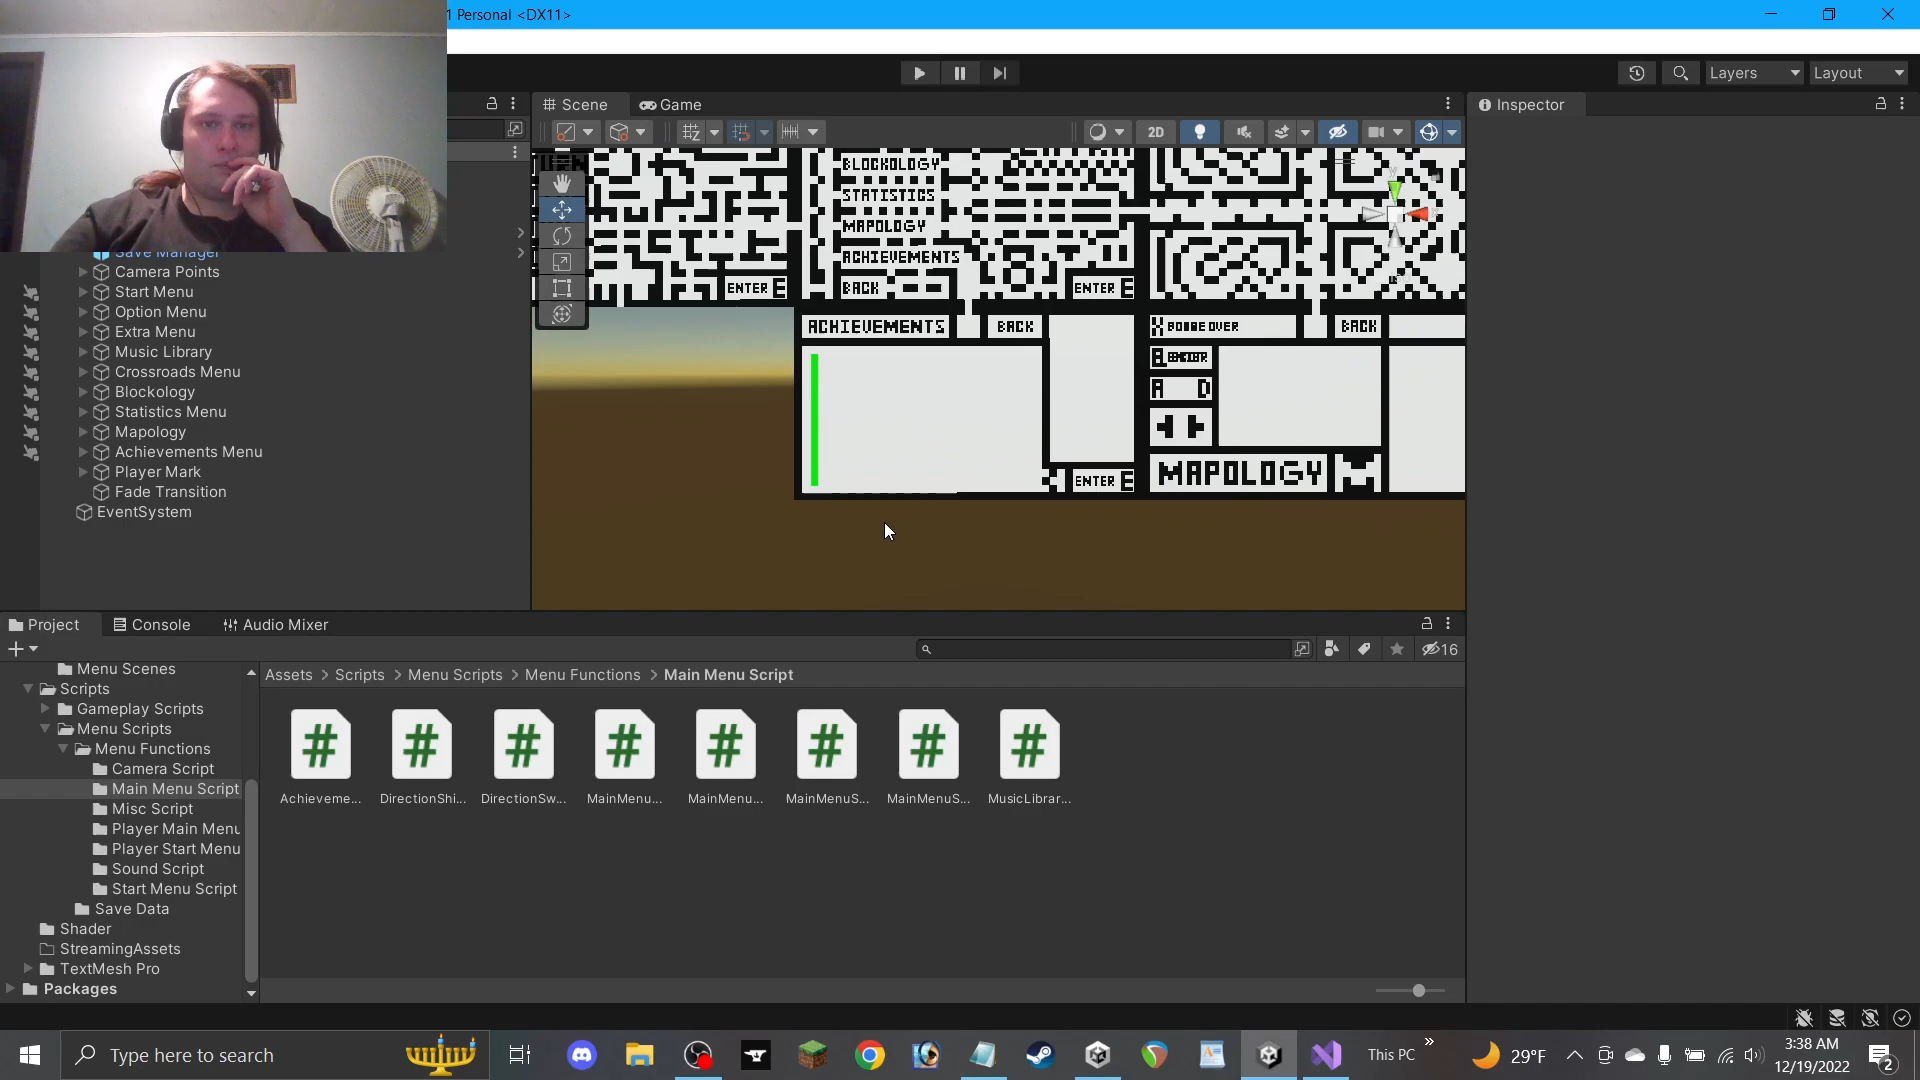 1 Personal <DX11>
Layers
Layout
Scene
Game
Inspector
2D
BLOCKOLOGY
STATISTICS
MAPOLOGY
ACHIEVEMENTS
ENTER E
BACK
ENTER E
Save Manager
Camera Points
Start Menu
Option Menu
Extra Menu
Music Library
Crossroads Menu
Blockology
Statistics Menu
Mapology
Achievements Menu
Player Mark
Fade Transition
EventSystem
ACHIEVEMENTS
BACK
BACK
A D
ENTER E
MAPOLOGY
Project
Console
Audio Mixer
16
Menu Scenes
Scripts
Gameplay Scripts
Menu Scripts
Menu Functions
Camera Script
Main Menu Script
Misc Script
Player Main Menu
Player Start Menu
Sound Script
Start Menu Script
Save Data
Shader
StreamingAssets
TextMesh Pro
Packages
Assets > Scripts > Menu Scripts > Menu Functions > Main Menu Script
Achieveme...
DirectionShi...
DirectionSw...
MainMenu...
MainMenu...
MainMenuS...
MainMenuS...
MusicLibrar...
Type here to search
This PC
29°F
3:38 AM
12/19/2022
2